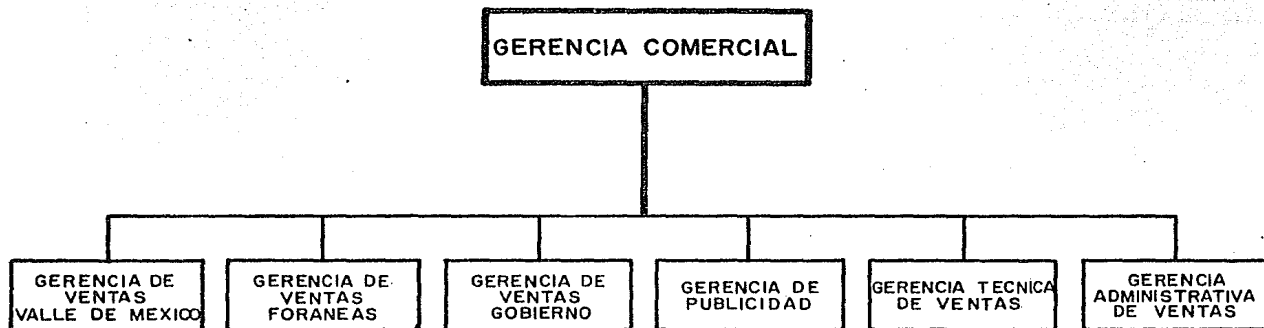 GERENCIA COMERCIAL
GERENCIA DE
VENTAS
VALLE DE MEXICO
GERENCIA DE
VENTAS
FORANEAS
GERENCIA DE
VENTAS
GOBIERNO
GERENCIA DE
PUBLICIDAD
GERENCIA TECNICA
DE VENTAS
GERENCIA
ADMINISTRATIVA
DE VENTAS